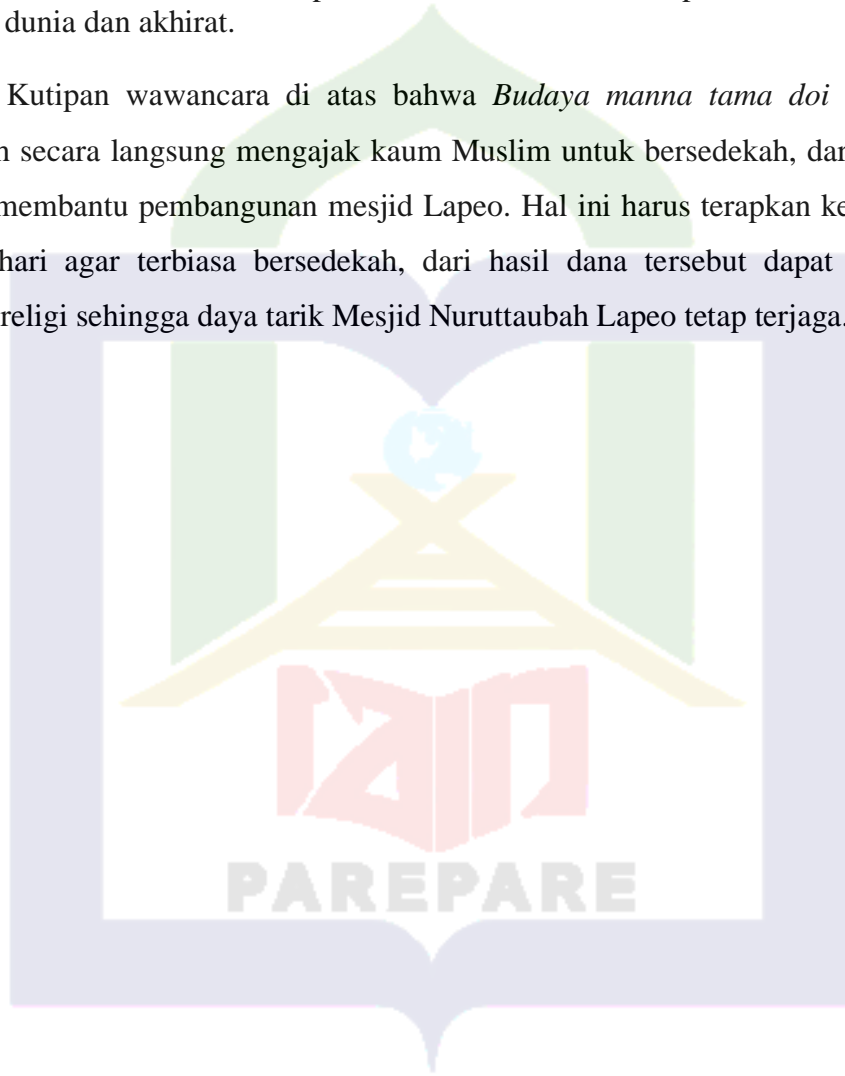 dunia dan akhirat.
Kutipan wawancara di atas bahwa Budaya manna tama doi
secara langsung mengajak kaum Muslim untuk bersedekah, dar
membantu pembangunan mesjid Lapeo. Hal ini harus terapkan ke
hari agar terbiasa bersedekah, dari hasil dana tersebut dapat
religi sehingga daya tarik Mesjid Nuruttaubah Lapeo tetap terjaga.
iain
PAREPARE